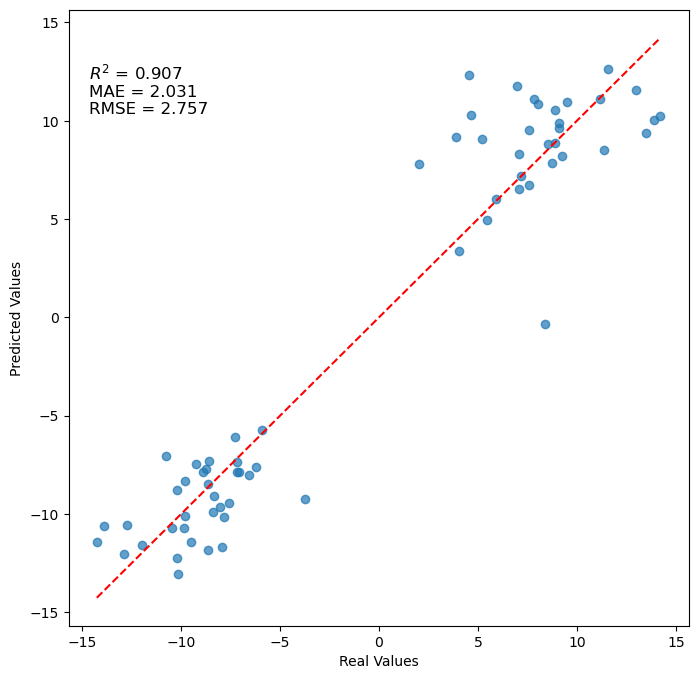 R² = 0.907
MAE = 2.031
RMSE = 2.757
Predicted Values
15
10
5
0
−5
−10
−15
−15
−10
−5
0
5
10
15
Real Values